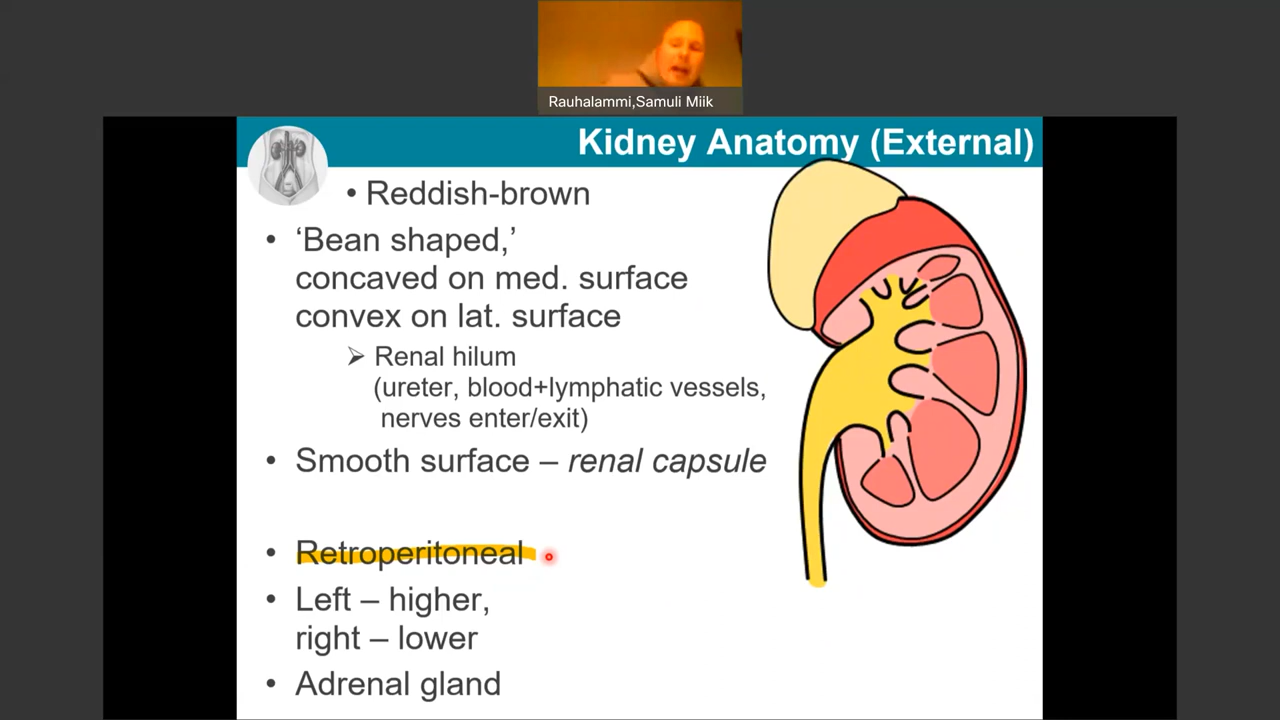 Rauhalammi,Samuli Miik
Kidney Anatomy (External)
• Reddish-brown
• ‘Bean shaped,’
concaved on med. surface
convex on lat. surface
➢ Renal hilum
(ureter, blood+lymphatic vessels,
nerves enter/exit)
• Smooth surface – renal capsule
• Retroperitoneal
• Left – higher,
right – lower
• Adrenal gland